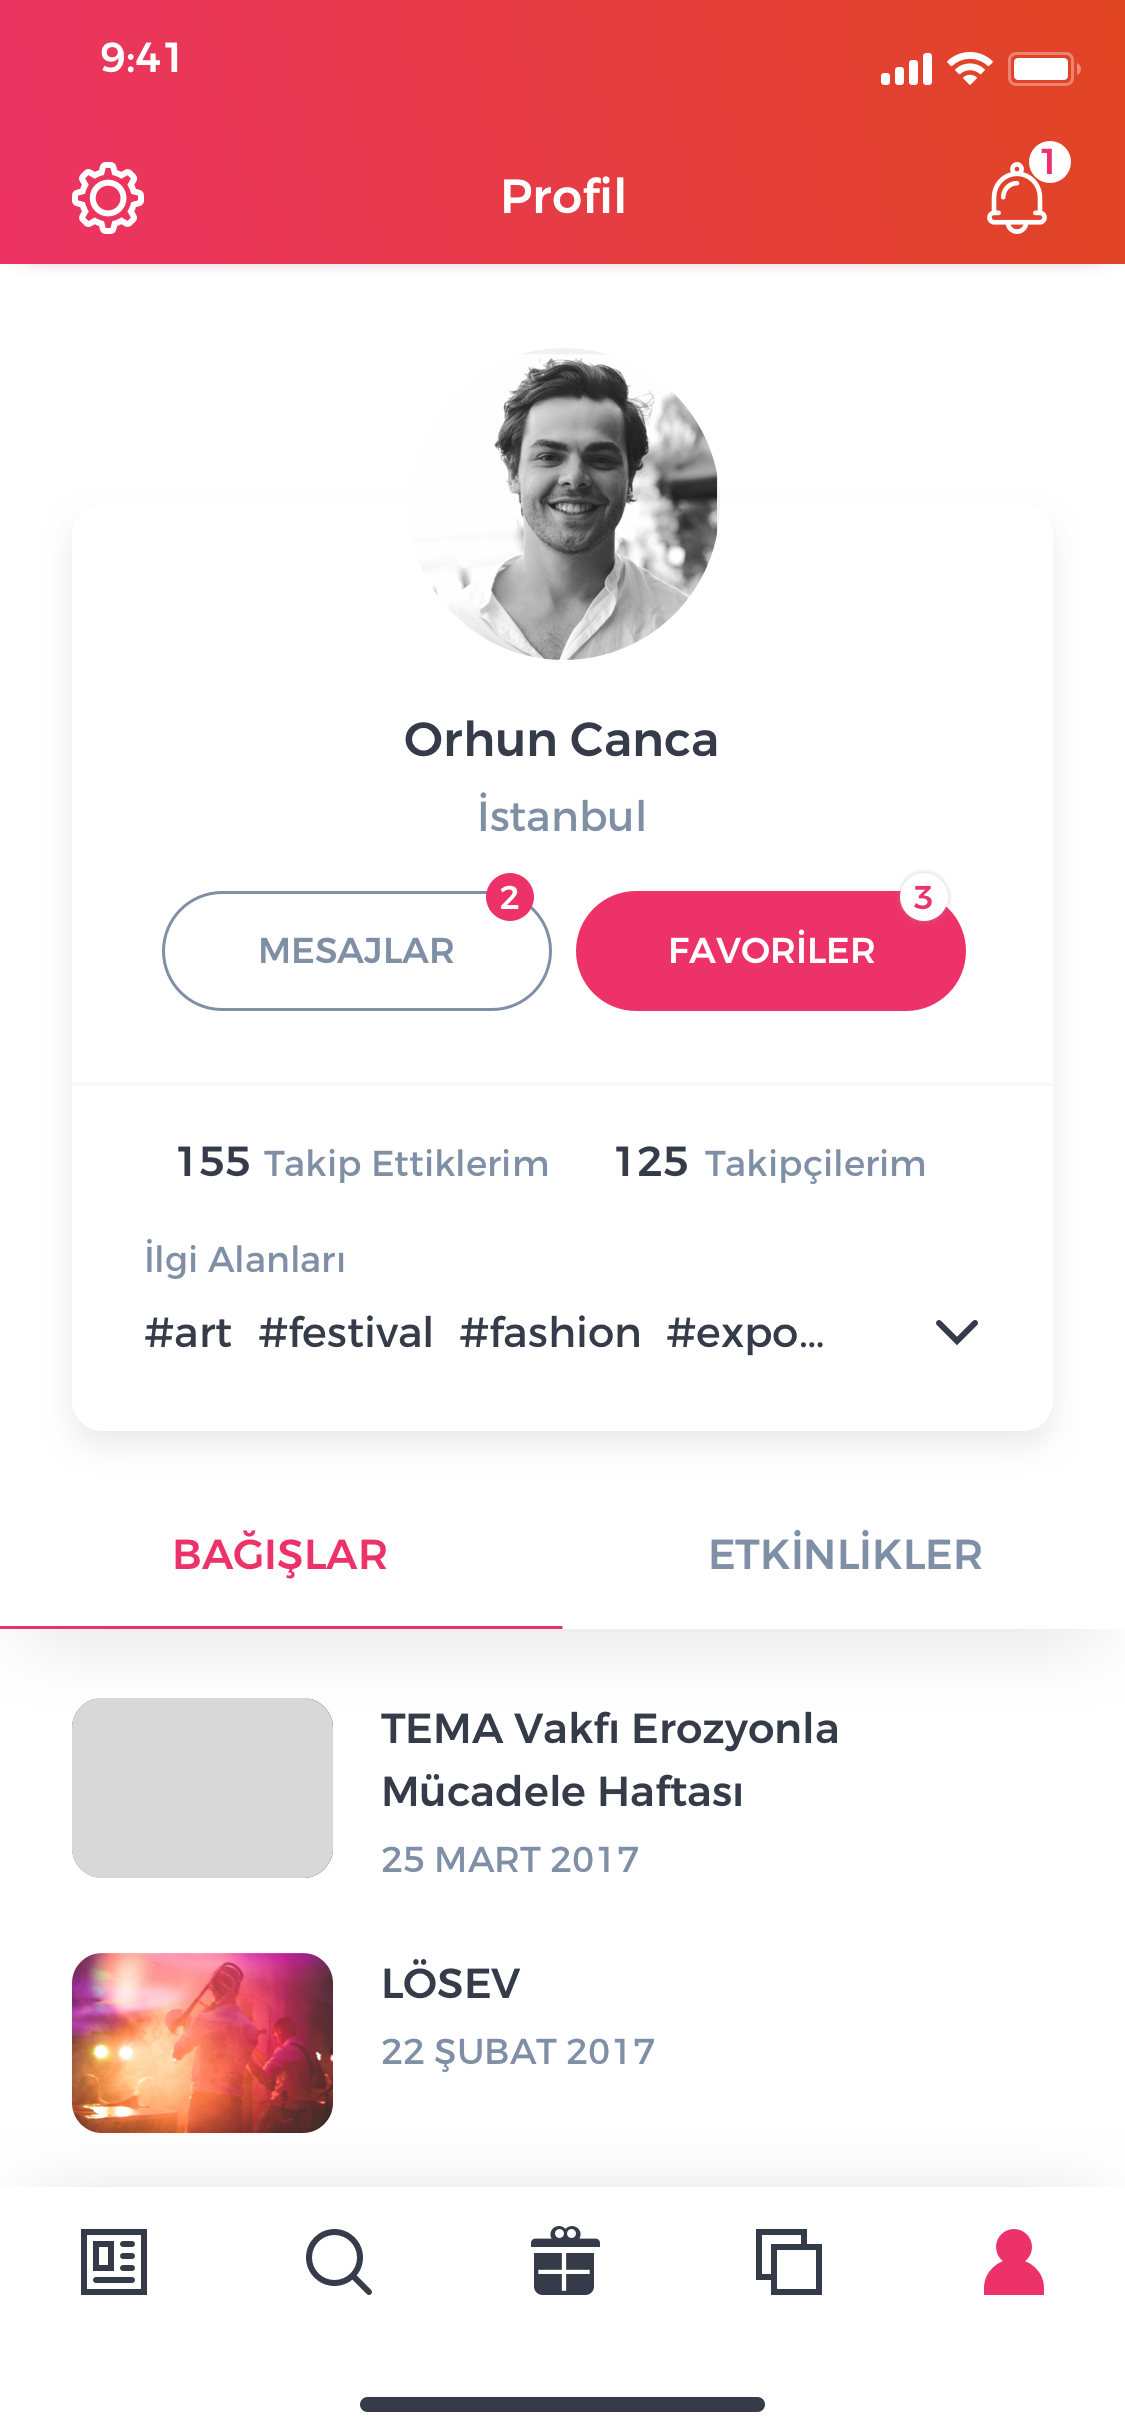 9:41
1
Profil
Orhun Canca
İstanbul
2
3
MESAJLAR
FAVORİLER
155 Takip Ettiklerim
125 Takipçilerim
İlgi Alanları
#art #festival #fashion #expo...
BAĞIŞLAR
ETKİNLİKLER
TEMA Vakfı Erozyonla
Mücadele Haftası
25 MART 2017
LÖSEV
22 ŞUBAT 2017